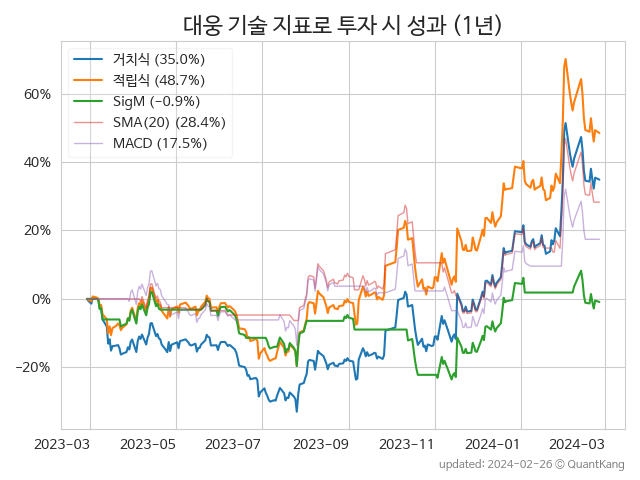 대웅 기술 지표로 투자 시 성과 (1년)
거치식 (35.0%)
적립식 (48.7%)
SigM (−0.9%)
SMA(20) (28.4%)
MACD (17.5%)
60%
40%
20%
0%
−20%
2023-03 2023-05 2023-07 2023-09 2023-11 2024-01 2024-03
updated: 2024-02-26 © QuantKang